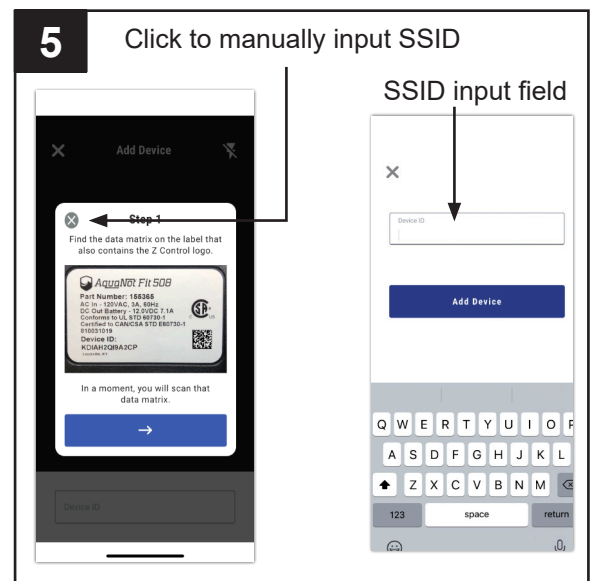 5
Click to manually input SSID
SSID input field
Add Device
Step 1
Find the data matrix on the label that
also contains the Z Control logo.
AquaNot Fit 508
Part Number: 155365
AC In - 120VAC, 3A, 60Hz
DC Out Battery - 12.0VDC 7.1A
Conforms to UL STD 60730-1
Certified to CAN/CSA STD E60730-1
810031019
Device ID:
KDIAH2QI9A2CP
Louisville, KY
In a moment, you will scan that
data matrix.
→
Device ID
Device ID
Add Device
Q W E R T Y U I O P
A S D F G H J K L
Z X C V B N M
123 space return